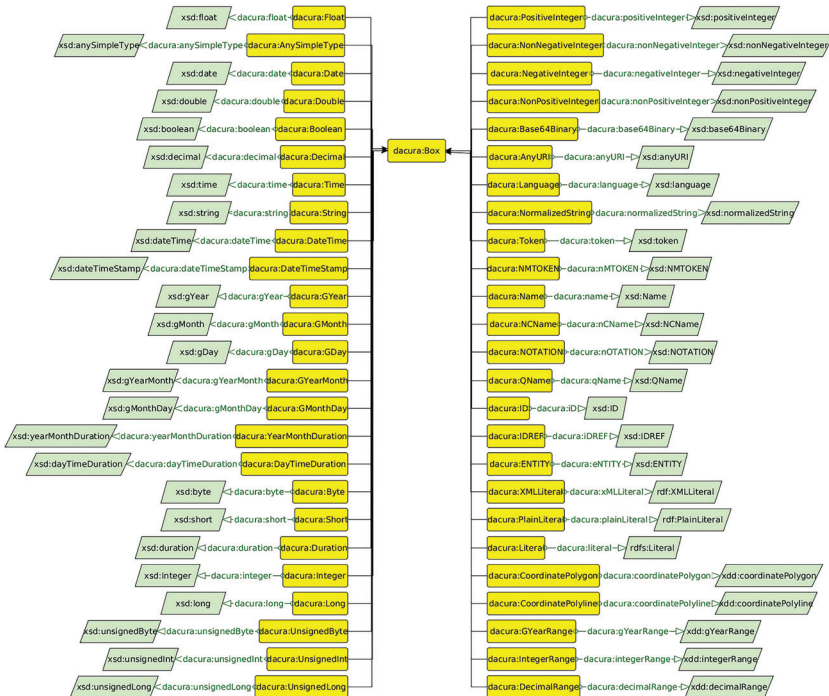 xsd:float dacura:float dacura:Float dacura:PositiveInteger dacura:positiveInteger xsd:positiveInteger
xsd:anySimpleType dacura:anySimpleType dacura:AnySimpleType dacura:NonNegativeInteger dacura:nonNegativeInteger xsd:nonNegativeInteger
xsd:date dacura:date dacura:Date dacura:NegativeInteger dacura:negativeInteger xsd:negativeInteger
xsd:double dacura:double dacura:Double dacura:NonPositiveInteger dacura:nonPositiveInteger xsd:nonPositiveInteger
xsd:boolean dacura:boolean dacura:Boolean dacura:Base64Binary dacura:base64Binary xsd:base64Binary
dacura:Box
xsd:decimal dacura:decimal dacura:Decimal dacura:AnyURI dacura:anyURI xsd:anyURI
xsd:time dacura:time dacura:Time dacura:Language dacura:language xsd:language
xsd:string dacura:string dacura:String dacura:NormalizedString dacura:normalizedString xsd:normalizedString
xsd:dateTime dacura:dateTime dacura:DateTime dacura:Token dacura:token xsd:token
xsd:dateTimeStamp dacura:dateTimeStamp dacura:DateTimeStamp dacura:NMTOKEN dacura:nMTOKEN xsd:NMTOKEN
xsd:gYear dacura:gYear dacura:GYear dacura:Name dacura:name xsd:Name
xsd:gMonth dacura:gMonth dacura:GMonth dacura:NCName dacura:nCName xsd:NCName
xsd:gDay dacura:gDay dacura:GDay dacura:NOTATION dacura:nOTATION xsd:NOTATION
xsd:gYearMonth dacura:gYearMonth dacura:GYearMonth dacura:QName dacura:qName xsd:QName
xsd:gMonthDay dacura:gMonthDay dacura:GMonthDay dacura:ID dacura:iD xsd:ID
xsd:yearMonthDuration dacura:yearMonthDuration dacura:YearMonthDuration dacura:IDREF dacura:iDREF xsd:IDREF
xsd:dayTimeDuration dacura:dayTimeDuration dacura:DayTimeDuration dacura:ENTITY dacura:eNTITY xsd:ENTITY
xsd:byte dacura:byte dacura:Byte dacura:XMLLiteral dacura:xMLLiteral rdf:XMLLiteral
xsd:short dacura:short dacura:Short dacura:PlainLiteral dacura:plainLiteral rdf:PlainLiteral
xsd:duration dacura:duration dacura:Duration dacura:Literal dacura:literal rdfs:Literal
xsd:Integer dacura:integer dacura:Integer dacura:CoordinatePolygon dacura:coordinatePolygon xdd:coordinatePolygon
xsd:long dacura:long dacura:Long dacura:CoordinatePolyline dacura:coordinatePolyline xdd:coordinatePolyline
xsd:unsignedByte dacura:unsignedByte dacura:UnsignedByte dacura:GYearRange dacura:gYearRange xdd:gYearRange
xsd:unsignedInt dacura:unsignedInt dacura:UnsignedInt dacura:IntegerRange dacura:integerRange xdd:integerRange
xsd:unsignedLong dacura:unsignedLong dacura:UnsignedLong dacura:DecimalRange dacura:decimalRange xdd:decimalRange